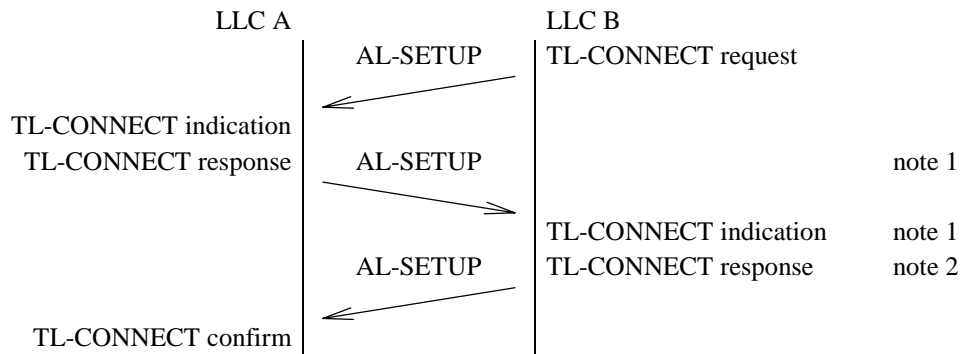 LLC A LLC B
AL-SETUP TL-CONNECT request
TL-CONNECT indication
TL-CONNECT response AL-SETUP note 1
TL-CONNECT indication note 1
AL-SETUP TL-CONNECT response note 2
TL-CONNECT confirm